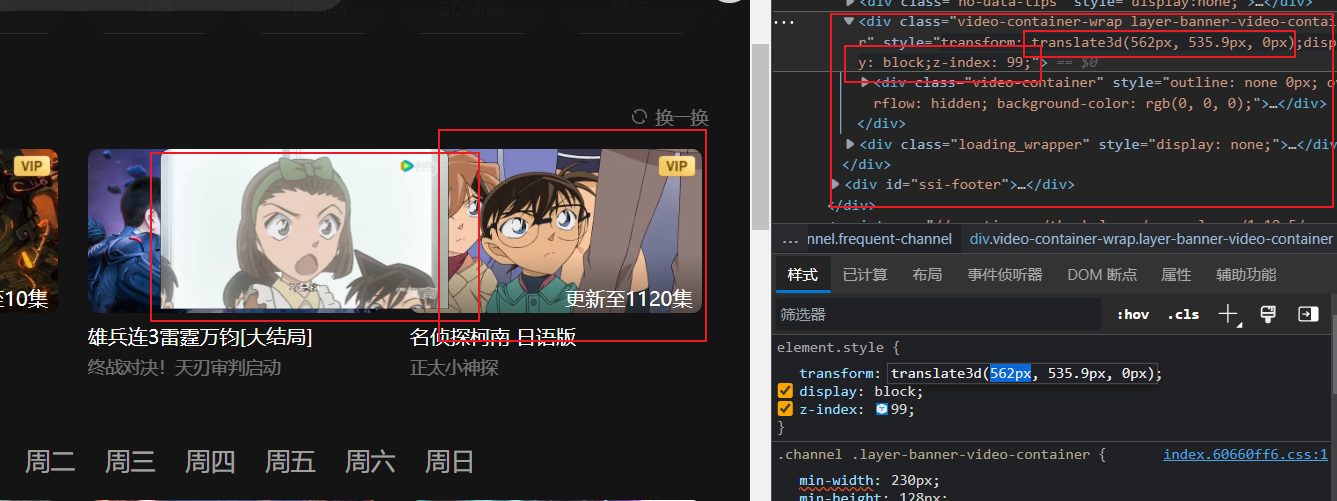 换一换
VIP
VIP
至10集
更新至1120集
雄兵连3雷霆万钧[大结局]
名侦探柯南 日语版
终战对决！天刃审判启动
正太小神探
周二
周三
周四
周五
周六
周日
<div class="no-data-tips" style="display:none;">…</div>
<div class="video-container-wrap layer-banner-video-contai
r" style="transform: translate3d(562px, 535.9px, 0px);disp
y: block;z-index: 99;"> == $0
<div class="video-container" style="outline: none 0px; ov
rflow: hidden; background-color: rgb(0, 0, 0);">…</div>
</div>
<div class="loading_wrapper" style="display: none;">…</di
</div>
<div id="ssi-footer">…</div>
</div>
... nnel.frequent-channel
div.video-container-wrap.layer-banner-video-container
样式
已计算
布局
事件侦听器
DOM 断点
属性
辅助功能
筛选器
:hov
.cls
element.style {
transform: translate3d(562px, 535.9px, 0px);
display: block;
z-index: 99;
}
.channel .layer-banner-video-container {
index.60660ff6.css:1
min-width: 230px;
min-height: 128px;